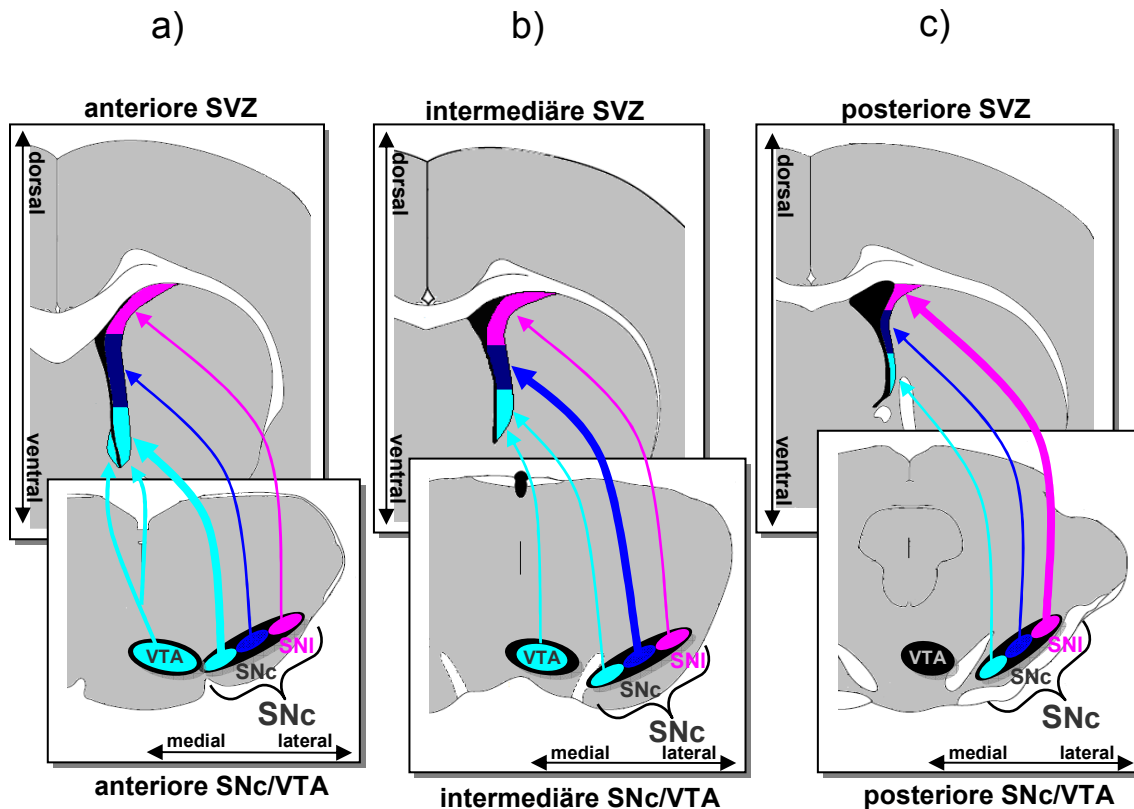 a)
anteriore SVZ
dorsal
ventral
VTA
SNc
SNl
SNc
medial
lateral
anteriore SNc/VTA
b)
intermediäre SVZ
dorsal
ventral
VTA
SNc
SNl
SNc
medial
lateral
intermediäre SNc/VTA
c)
posteriore SVZ
dorsal
ventral
VTA
SNc
SNl
SNc
medial
lateral
posteriore SNc/VTA